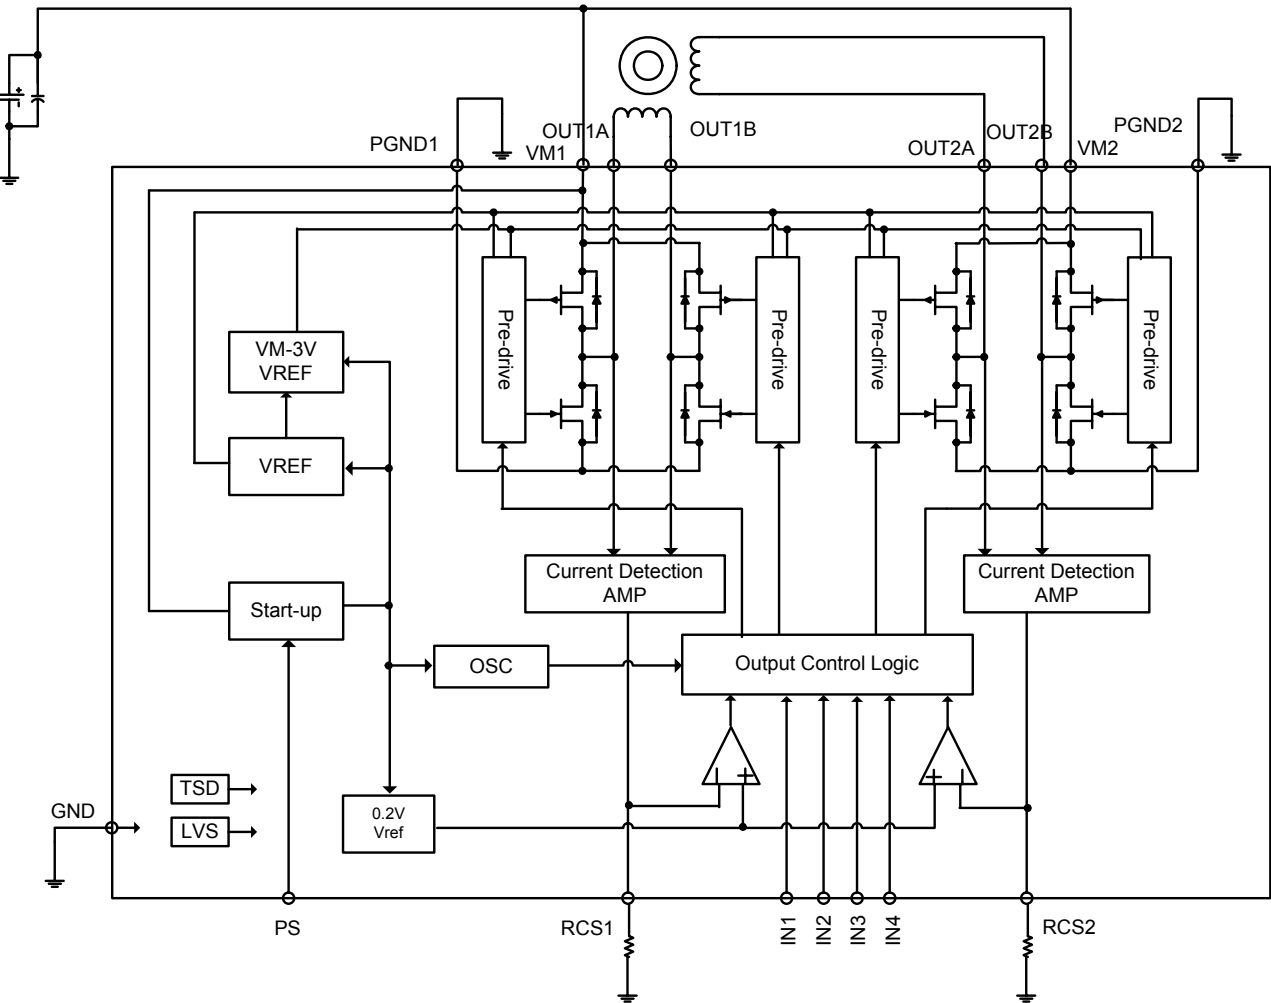 OUT1A
OUT1B
PGND1
VM1
OUT2A
OUT2B
PGND2
VM2
Pre-drive
Pre-drive
Pre-drive
Pre-drive
VM-3V
VREF
VREF
Start-up
Current Detection
AMP
Current Detection
AMP
OSC
Output Control Logic
TSD
LVS
GND
0.2V
Vref
PS
RCS1
IN1
IN2
IN3
IN4
RCS2